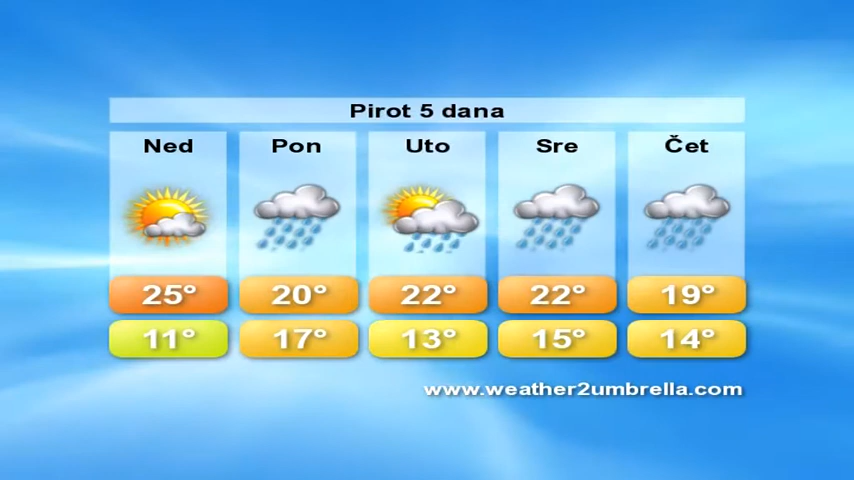 Pirot 5 dana
Ned Pon Uto Sre Čet
25° 20° 22° 22° 19°
11° 17° 13° 15° 14°
www.weather2umbrella.com